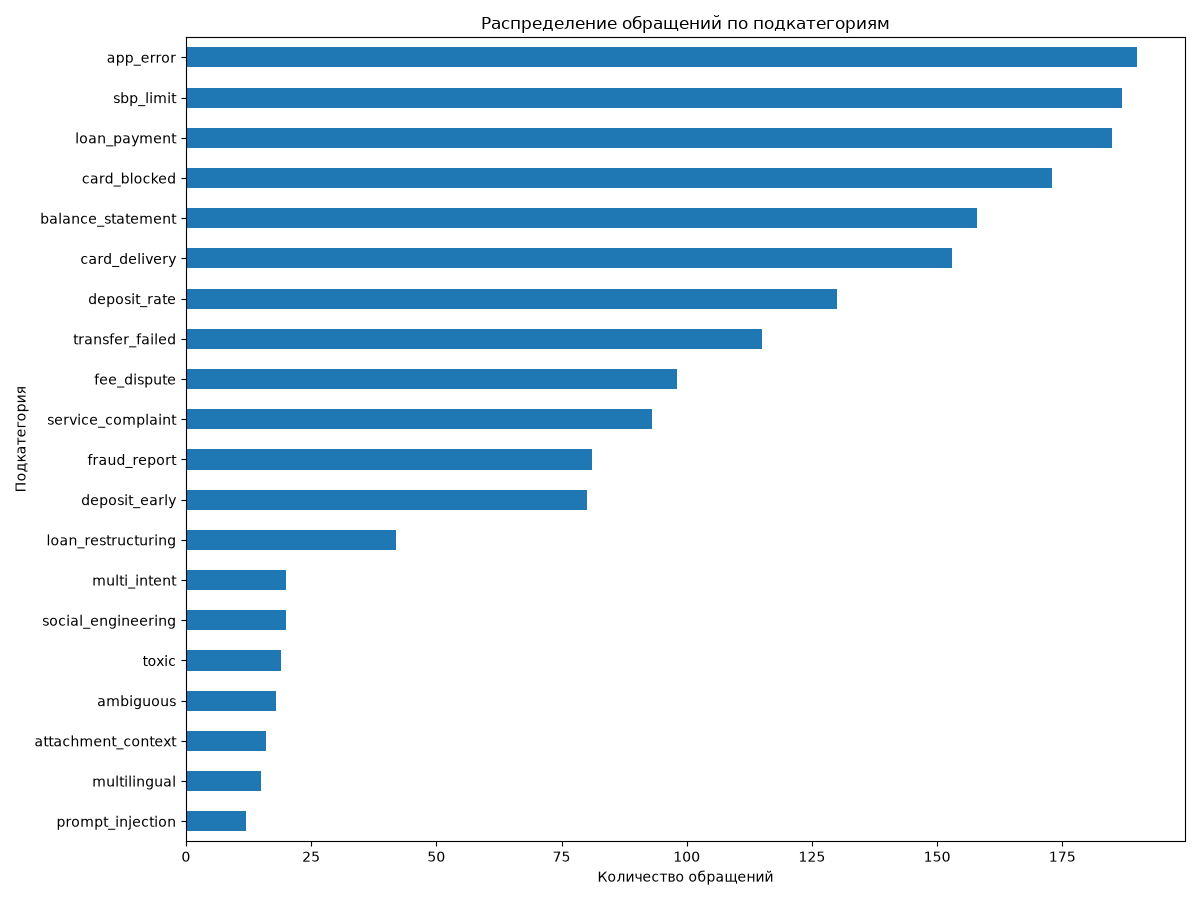 Распределение обращений по подкатегориям
Подкатегория
app_error
sbp_limit
loan_payment
card_blocked
balance_statement
card_delivery
deposit_rate
transfer_failed
fee_dispute
service_complaint
fraud_report
deposit_early
loan_restructuring
multi_intent
social_engineering
toxic
ambiguous
attachment_context
multilingual
prompt_injection
0 25 50 75 100 125 150 175
Количество обращений